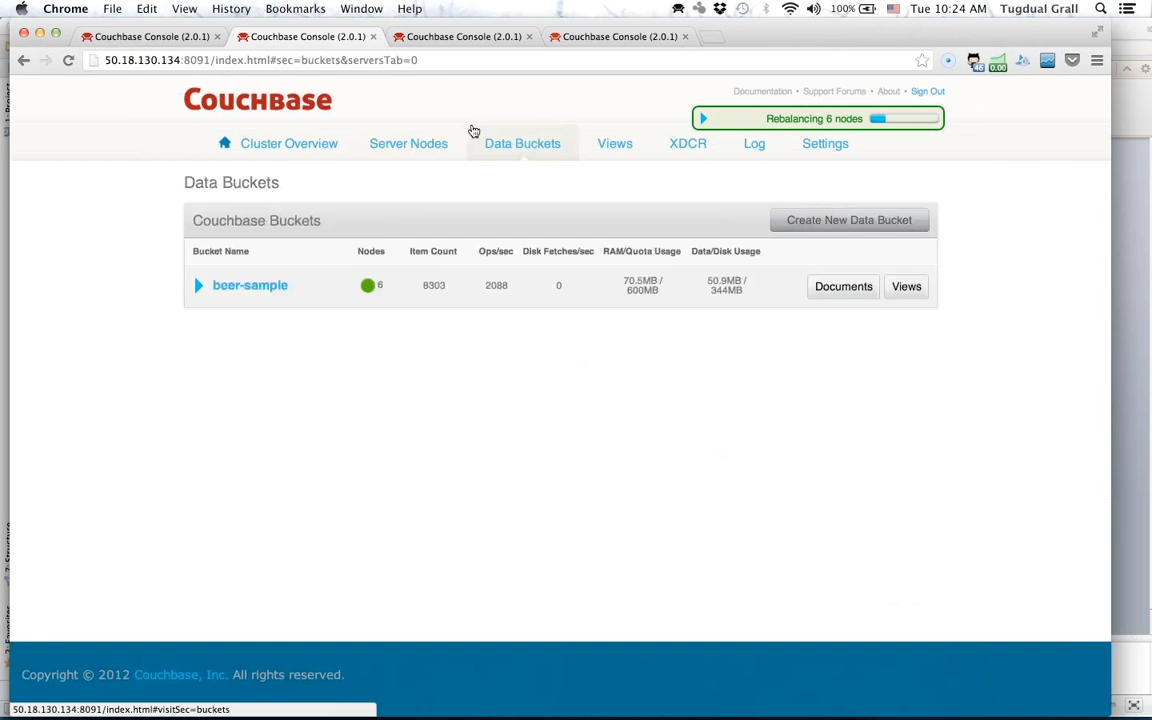 Chrome File Edit View History Bookmarks Window Help 100% Tue 10:24 AM Tugdual Grall
Couchbase Console (2.0.1) Couchbase Console (2.0.1) Couchbase Console (2.0.1) Couchbase Console (2.0.1)
50.18.130.134:8091/index.html#sec=buckets&serversTab=0
0.00
Documentation • Support Forums • About • Sign Out
COUCHBASE
Rebalancing 6 nodes
Cluster Overview Server Nodes Data Buckets Views XDCR Log Settings
Data Buckets
Couchbase Buckets Create New Data Bucket
Bucket Name Nodes Item Count Ops/sec Disk Fetches/sec RAM/Quota Usage Data/Disk Usage
beer-sample 6 8303 2088 0 70.5MB / 600MB 50.9MB / 344MB Documents Views
Copyright © 2012 Couchbase, Inc. All rights reserved.
50.18.130.134:8091/index.html#visitSec=buckets